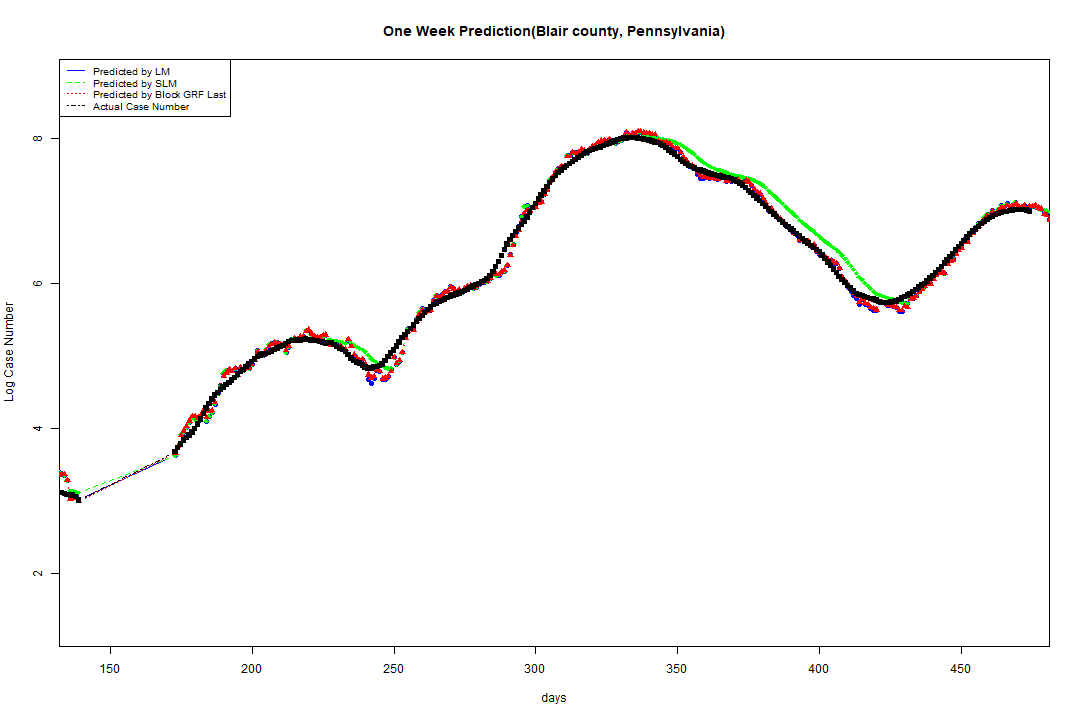 One Week Prediction(Blair county, Pennsylvania)
Predicted by LM
Predicted by SLM
Predicted by Block GRF Last
Actual Case Number
8
6
4
2
Log Case Number
150 200 250 300 350 400 450
days